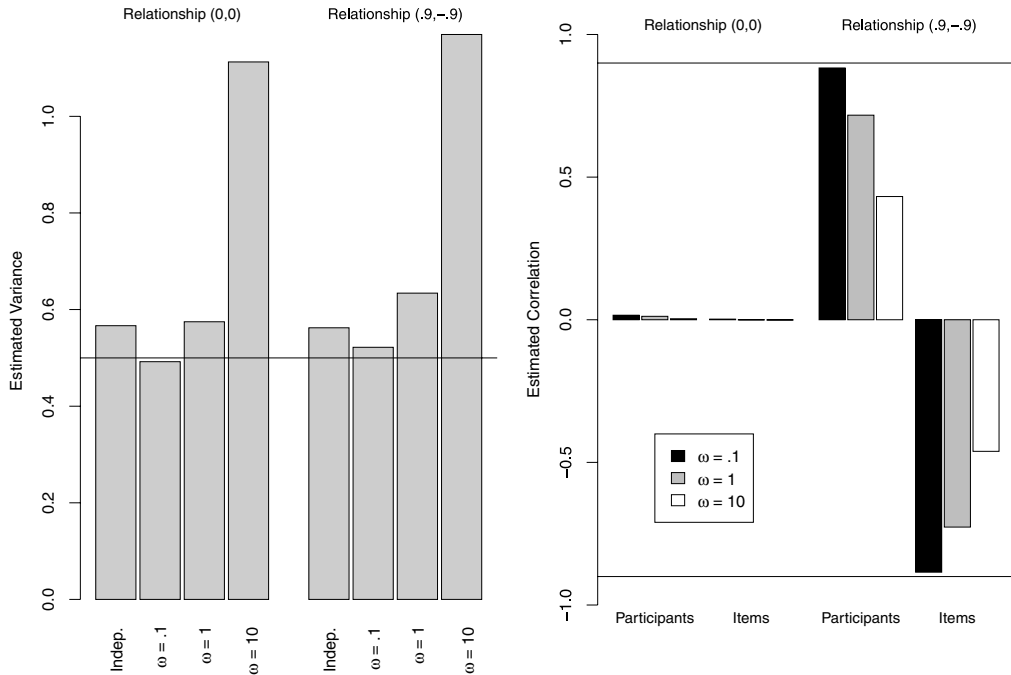 Relationship (0,0)
Relationship (.9,−.9)
Estimated Variance
0.0
0.2
0.4
0.6
0.8
1.0
Indep.
ω = .1
ω = 1
ω = 10
Indep.
ω = .1
ω = 1
ω = 10
Relationship (0,0)
Relationship (.9,−.9)
Estimated Correlation
1.0
0.5
0.0
−0.5
−1.0
ω = .1
ω = 1
ω = 10
Participants
Items
Participants
Items